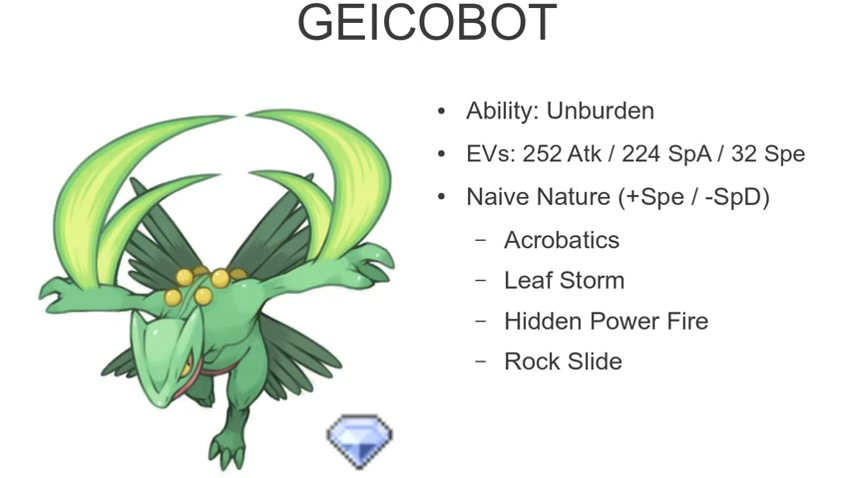 GEICOBOT
• Ability: Unburden
• EVs: 252 Atk / 224 SpA / 32 Spe
• Naive Nature (+Spe / -SpD)
– Acrobatics
– Leaf Storm
– Hidden Power Fire
– Rock Slide